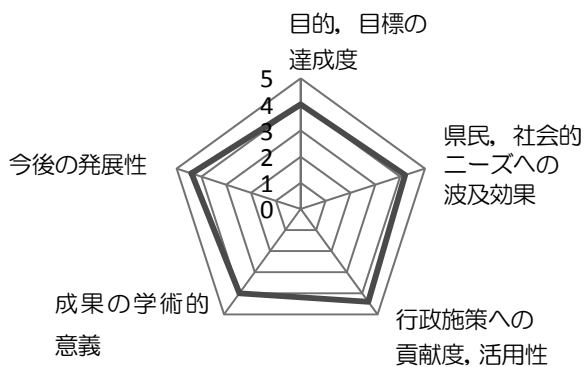 目的，目標の
達成度
5
4
3
2
1
0
県民，社会的
ニーズへの
波及効果
行政施策への
貢献度，活用性
成果の学術的
意義
今後の発展性